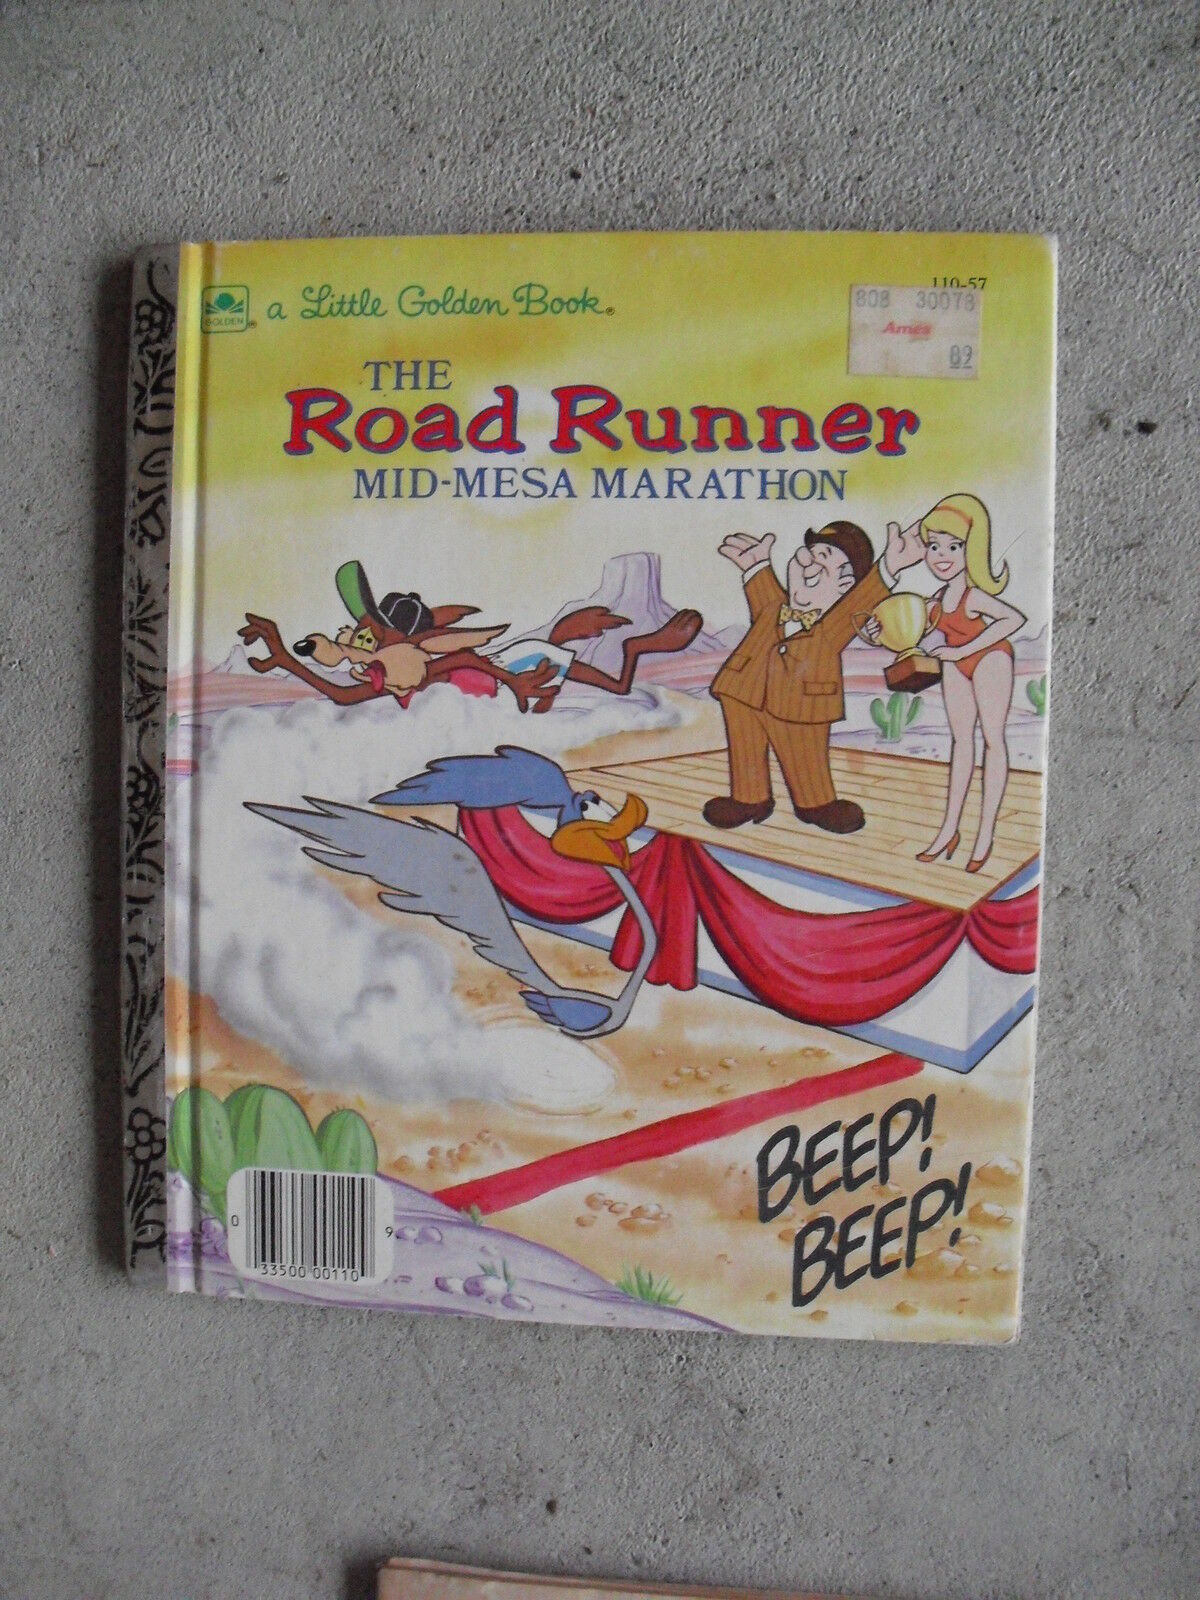 GOLDEN®
a Little Golden Book®
110-57
808 30078
Ames
89
THE
Road Runner
MID-MESA MARATHON
BEEP!
BEEP!
0 33500 00110 9